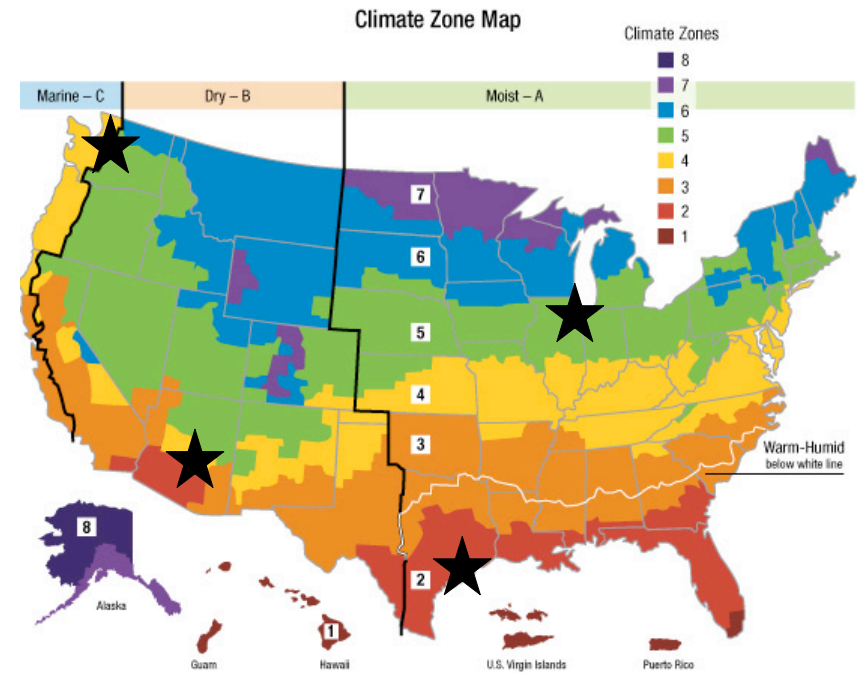 Climate Zone Map
Climate Zones
8
7
6
5
4
3
2
1
Marine – C
Dry – B
Moist – A
7
6
5
4
3
Warm-Humid
below white line
8
2
Alaska
1
Guam
Hawaii
U.S. Virgin Islands
Puerto Rico